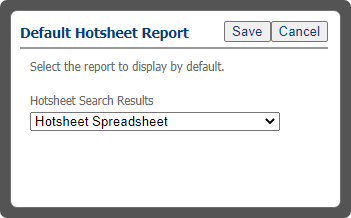 Default Hotsheet Report Save Cancel
Select the report to display by default.
Hotsheet Search Results
Hotsheet Spreadsheet